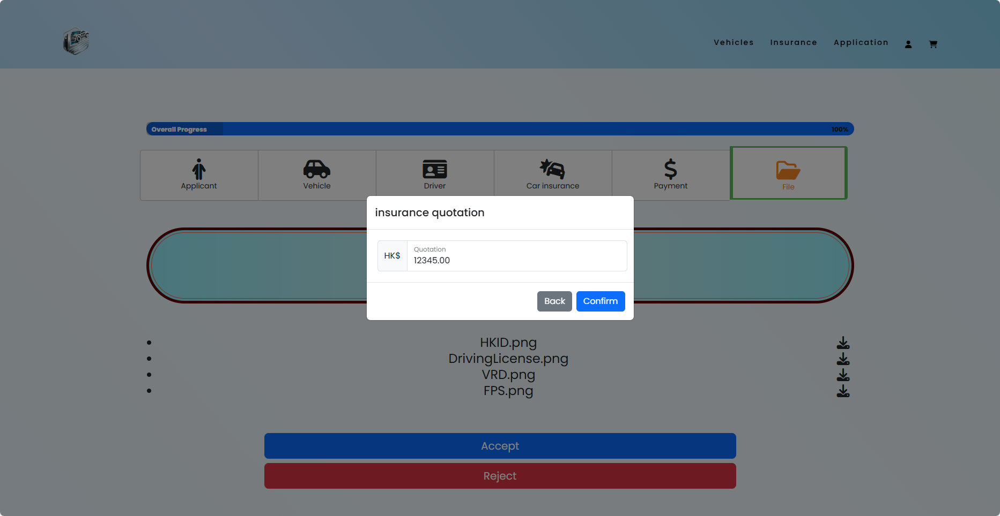 Vehicles Insurance Application
Overall Progress 100%
Applicant Vehicle Driver Car insurance Payment File
insurance quotation
Quotation
HK$ 12345.00
Back Confirm
HKID.png
DrivingLicense.png
VRD.png
FPS.png
Accept
Reject